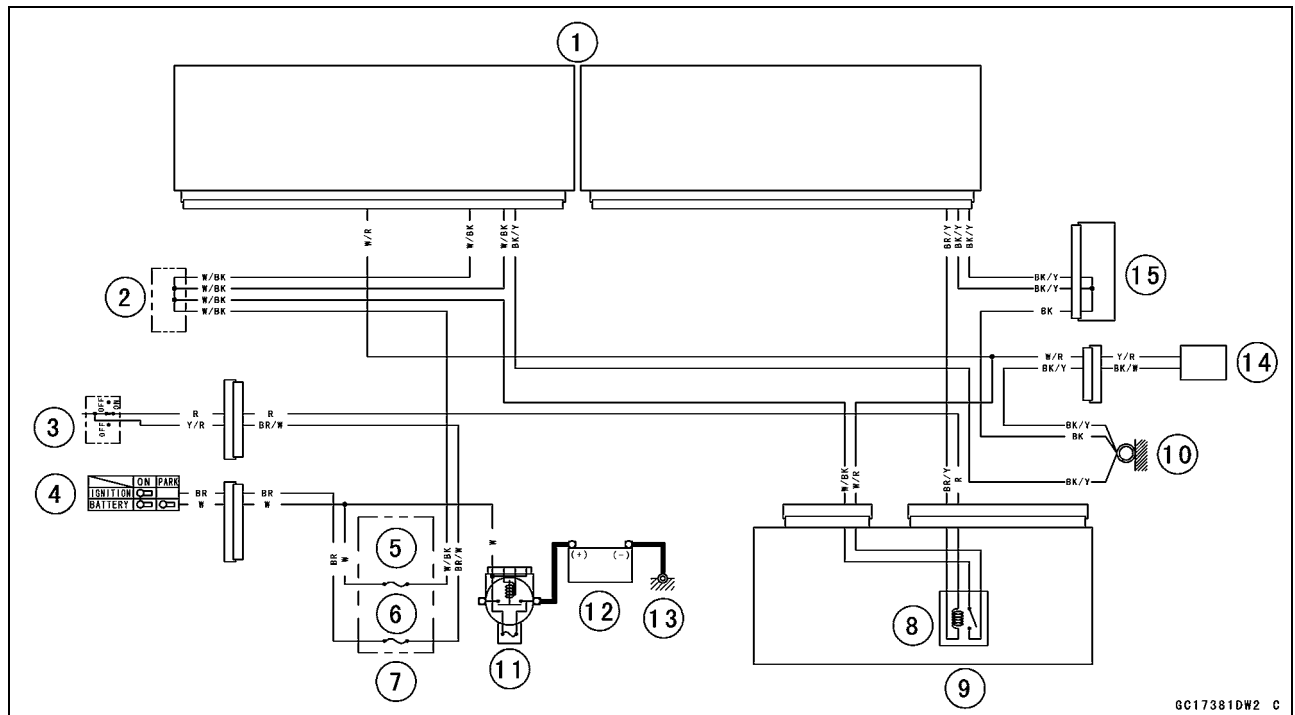 1
W/R
W/BK
W/BK
BK/Y
BR/Y
BK/Y
BK/Y
2
W/BK
W/BK
W/BK
W/BK
BK/Y
BK/Y
BK
15
W/R
BK/Y
Y/R
BK/W
14
3
OFF
ON
OFF
R
Y/R
R
BR/W
BK/Y
BK
BK/Y
10
4
ON PARK
IGNITION
BATTERY
BR
W
BR
W
BR
W
5
6
7
W/BK
BR/W
W
11
(+) (-)
12
13
W/BK
W/R
BR/Y
R
8
9
GC17381DW2 C